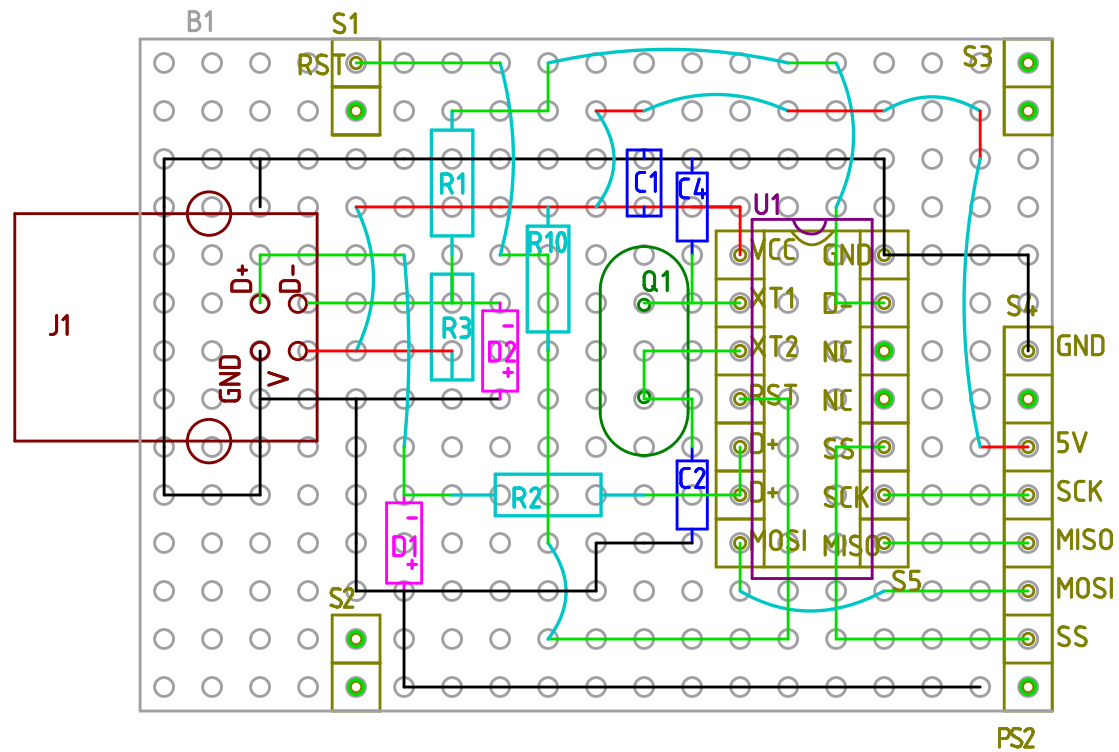 B1
S1
RST
S3
R1
C1
C4
U1
R10
VCC
GND
D+
D-
Q1
XT1
D-
S4
J1
R3
D2
-
+
XT2
NC
GND
GND
V
RST
NC
D+
SS
5V
R2
C2
D+
SCK
SCK
D1
-
+
MOSI
MISO
MISO
S2
S5
MOSI
SS
PS2